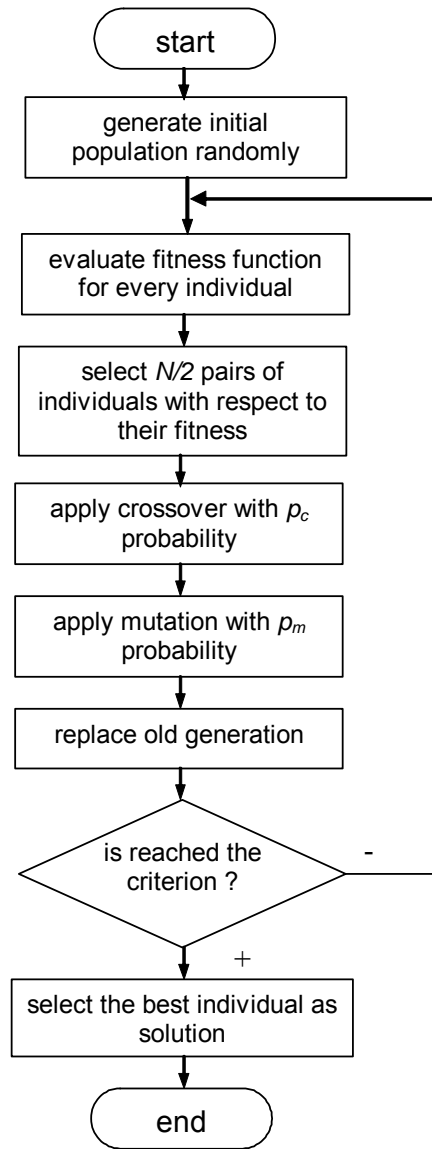 start
generate initial
population randomly
evaluate fitness function
for every individual
select N/2 pairs of
individuals with respect to
their fitness
apply crossover with p_c
probability
apply mutation with p_m
probability
replace old generation
is reached the
criterion ?
-
+
select the best individual as
solution
end